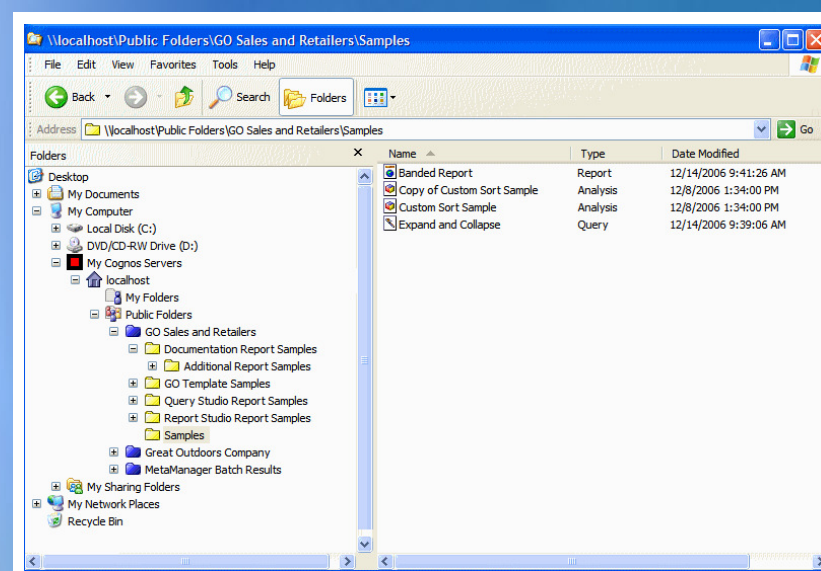 \\localhost\Public Folders\GO Sales and Retailers\Samples
File Edit View Favorites Tools Help
Back Search Folders
Address \\localhost\Public Folders\GO Sales and Retailers\Samples Go
Folders
Name Type Date Modified
Desktop
My Documents
My Computer
Local Disk (C:)
DVD/CD-RW Drive (D:)
My Cognos Servers
localhost
My Folders
Public Folders
GO Sales and Retailers
Documentation Report Samples
Additional Report Samples
GO Template Samples
Query Studio Report Samples
Report Studio Report Samples
Samples
Great Outdoors Company
MetaManager Batch Results
My Sharing Folders
My Network Places
Recycle Bin
Banded Report Report 12/14/2006 9:41:26 AM
Copy of Custom Sort Sample Analysis 12/8/2006 1:34:00 PM
Custom Sort Sample Analysis 12/8/2006 1:34:00 PM
Expand and Collapse Query 12/14/2006 9:39:06 AM